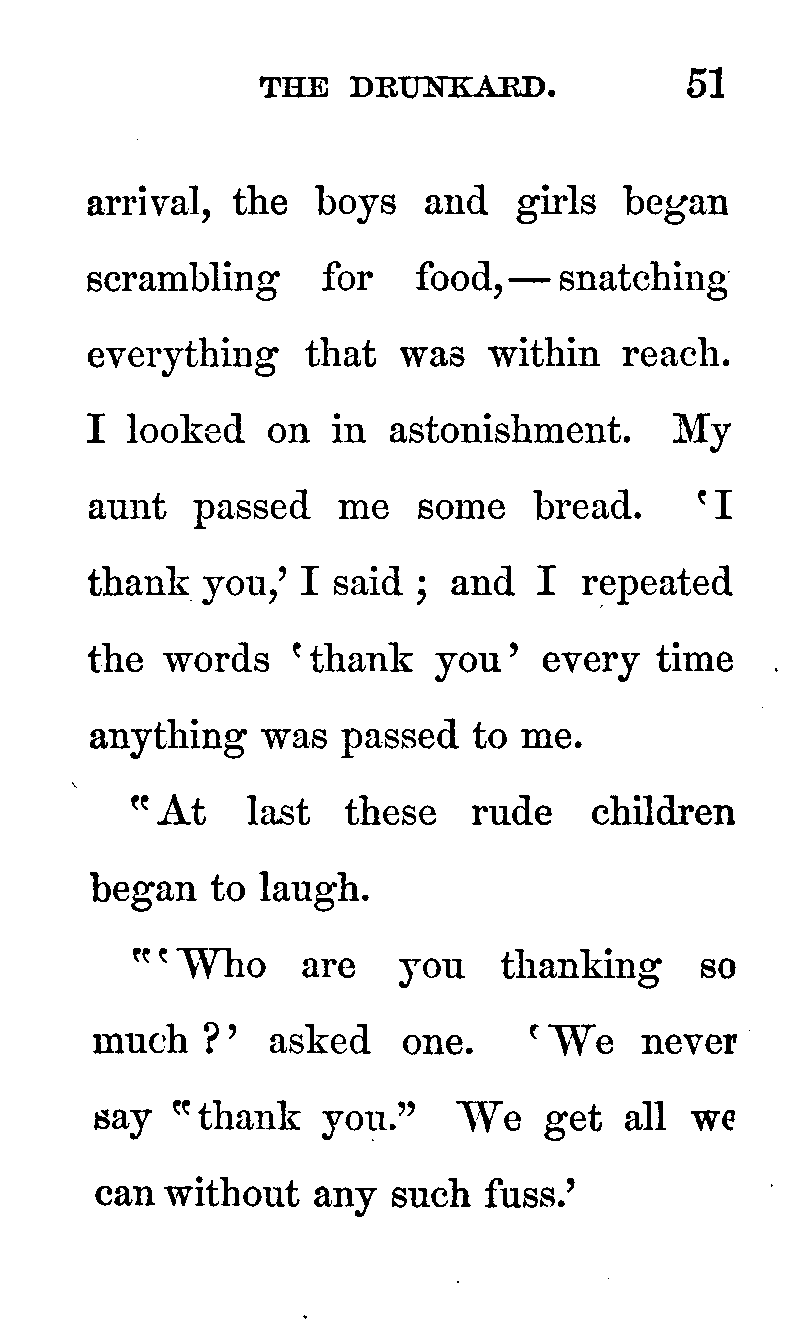 THE DRUNKARD. 51
arrival, the boys and girls began
scrambling for food,— snatching
everything that was within reach.
I looked on in astonishment. My
aunt passed me some bread. ‘I
thank you,’ I said ; and I repeated
the words ‘thank you’ every time
anything was passed to me.
“At last these rude children
began to laugh.
“‘Who are you thanking so
much ?’ asked one. ‘We never
say “thank you.” We get all we
can without any such fuss.’